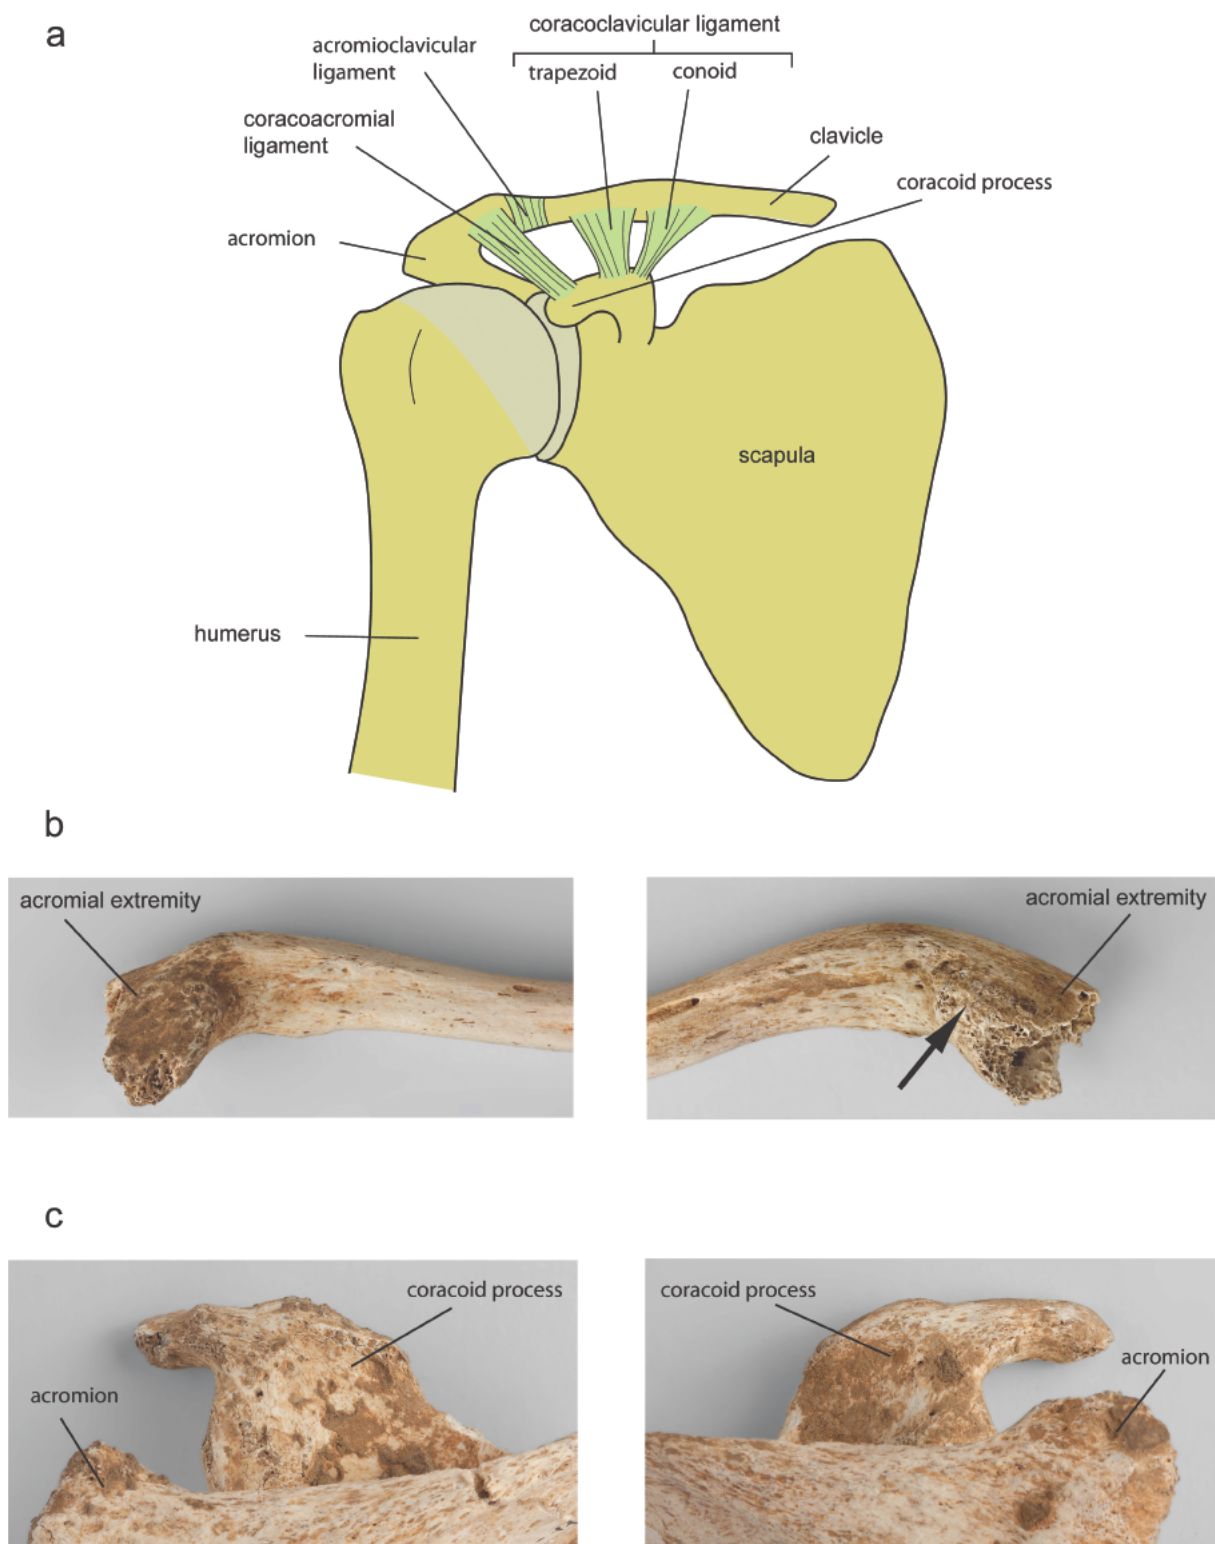 a
coracoclavicular ligament
acromioclavicular
ligament
trapezoid
conoid
coracoacromial
ligament
clavicle
coracoid process
acromion
scapula
humerus
b
acromial extremity
acromial extremity
c
coracoid process
acromion
coracoid process
acromion